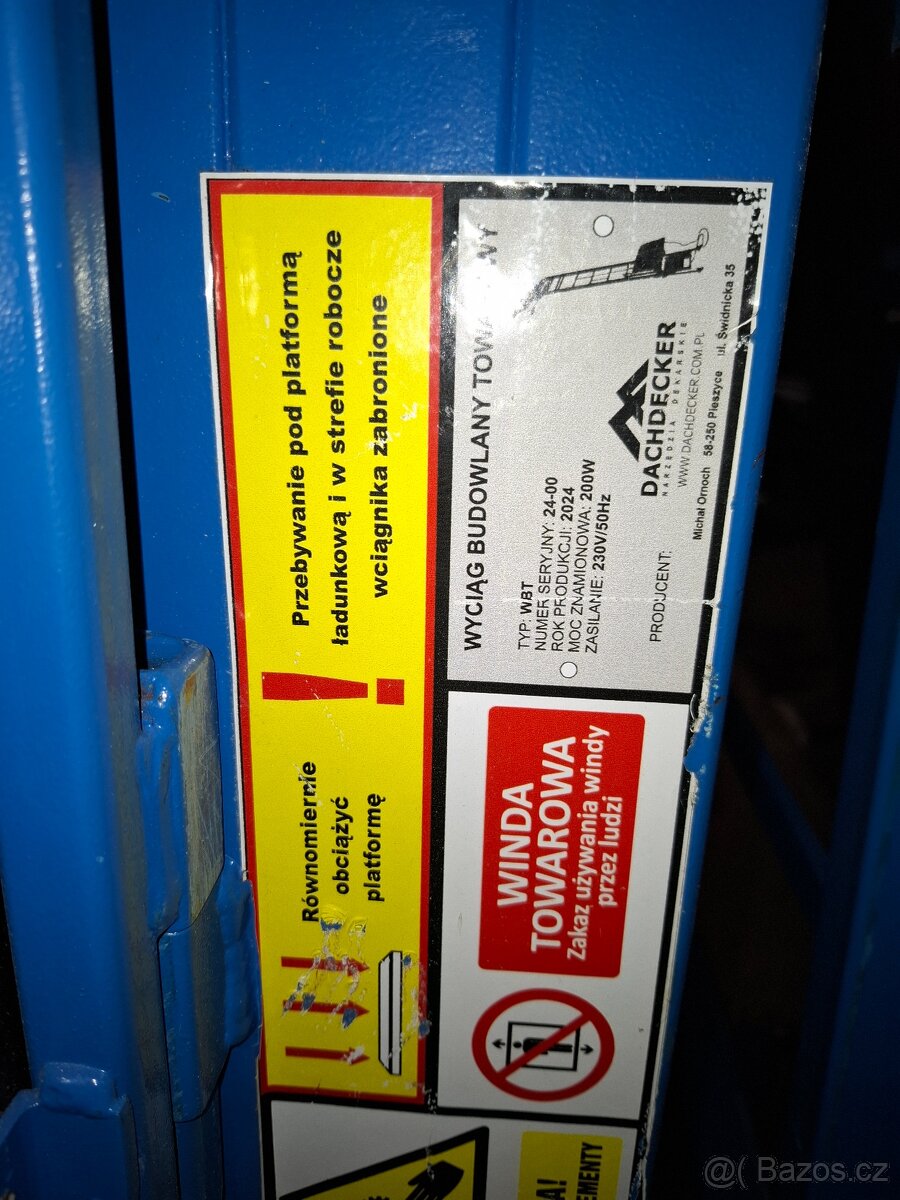 Przebywanie pod platformą
ładunkową i w strefie robocze
wciągnika zabronione
!
Równomiernie
obciążyć
platformę
WYCIĄG BUDOWLANY TOWAROWY
TYP: WBT
NUMER SERYJNY: 24-00
ROK PRODUKCJI: 2024
MOC ZNAMIONOWA: 200W
ZASILANIE: 230V/50Hz
PRODUCENT:
DACHDECKER
NARZĘDZIA DEKARSKIE
WWW.DACHDECKER.COM.PL
Michał Ornoch 58-250 Pieszyce ul. Świdnicka 35
WINDA
TOWAROWA
Zakaz używania windy
przez ludzi
@( Bazos.cz